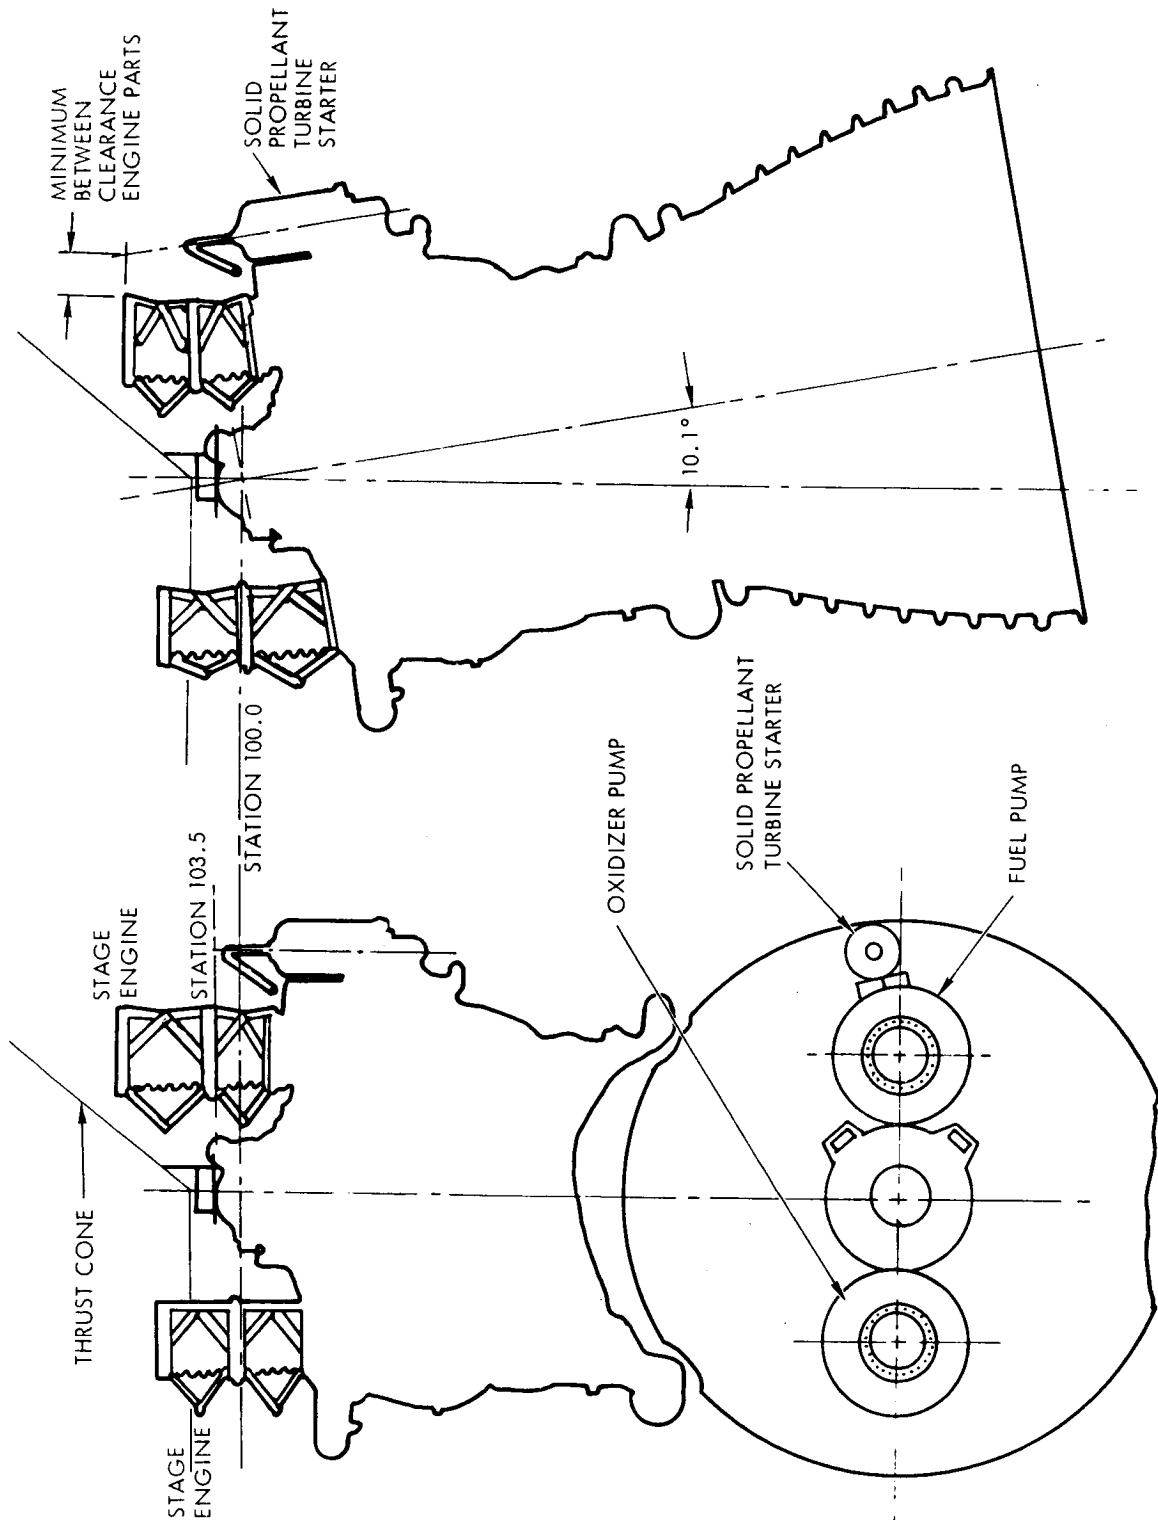 MINIMUM
BETWEEN
CLEARANCE
ENGINE PARTS
SOLID
PROPELLANT
TURBINE
STARTER
10.1°
STATION 100.0
STATION 103.5
STAGE
ENGINE
THRUST CONE
STAGE
ENGINE
OXIDIZER PUMP
SOLID PROPELLANT
TURBINE STARTER
FUEL PUMP